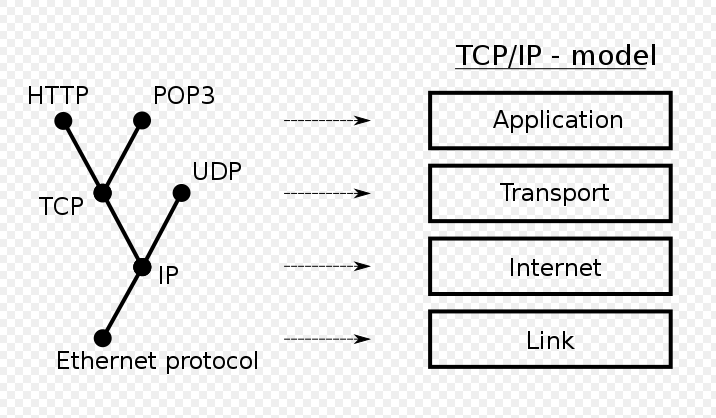 TCP/IP - model
HTTP
POP3
Application
UDP
TCP
Transport
IP
Internet
Ethernet protocol
Link